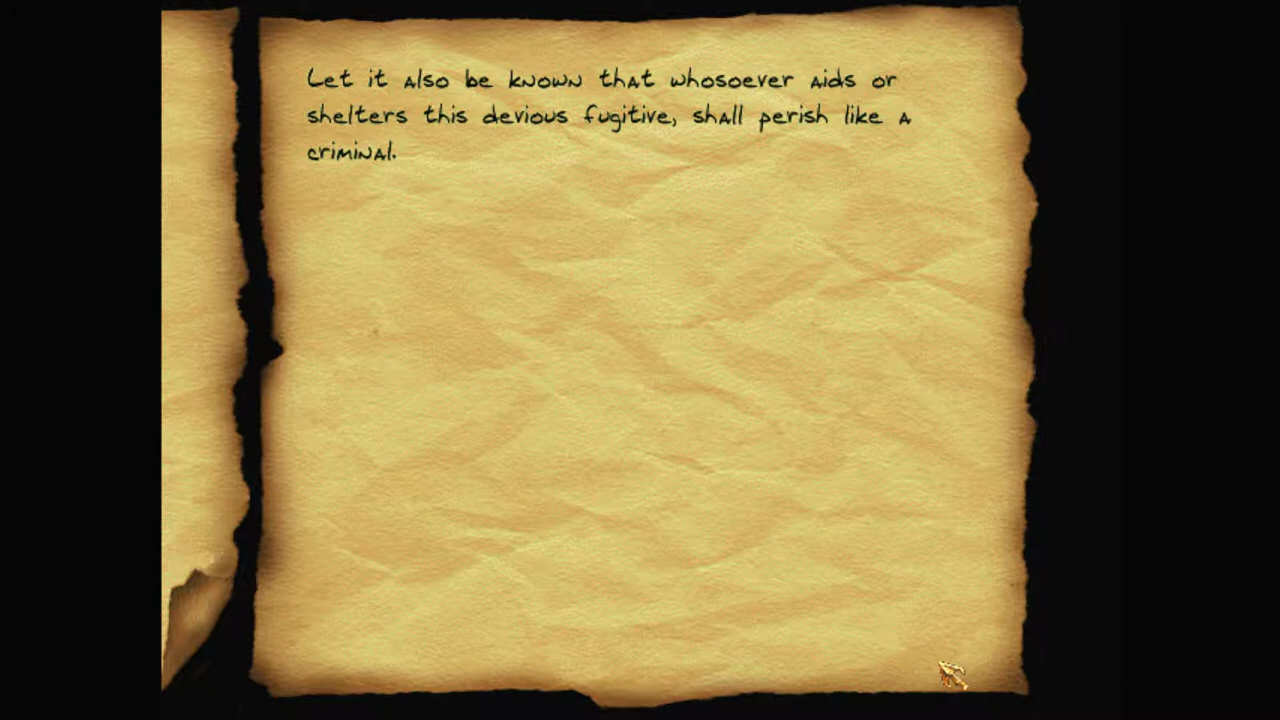 Let it also be known that whosoever aids or
shelters this devious fugitive, shall perish like a
criminal.